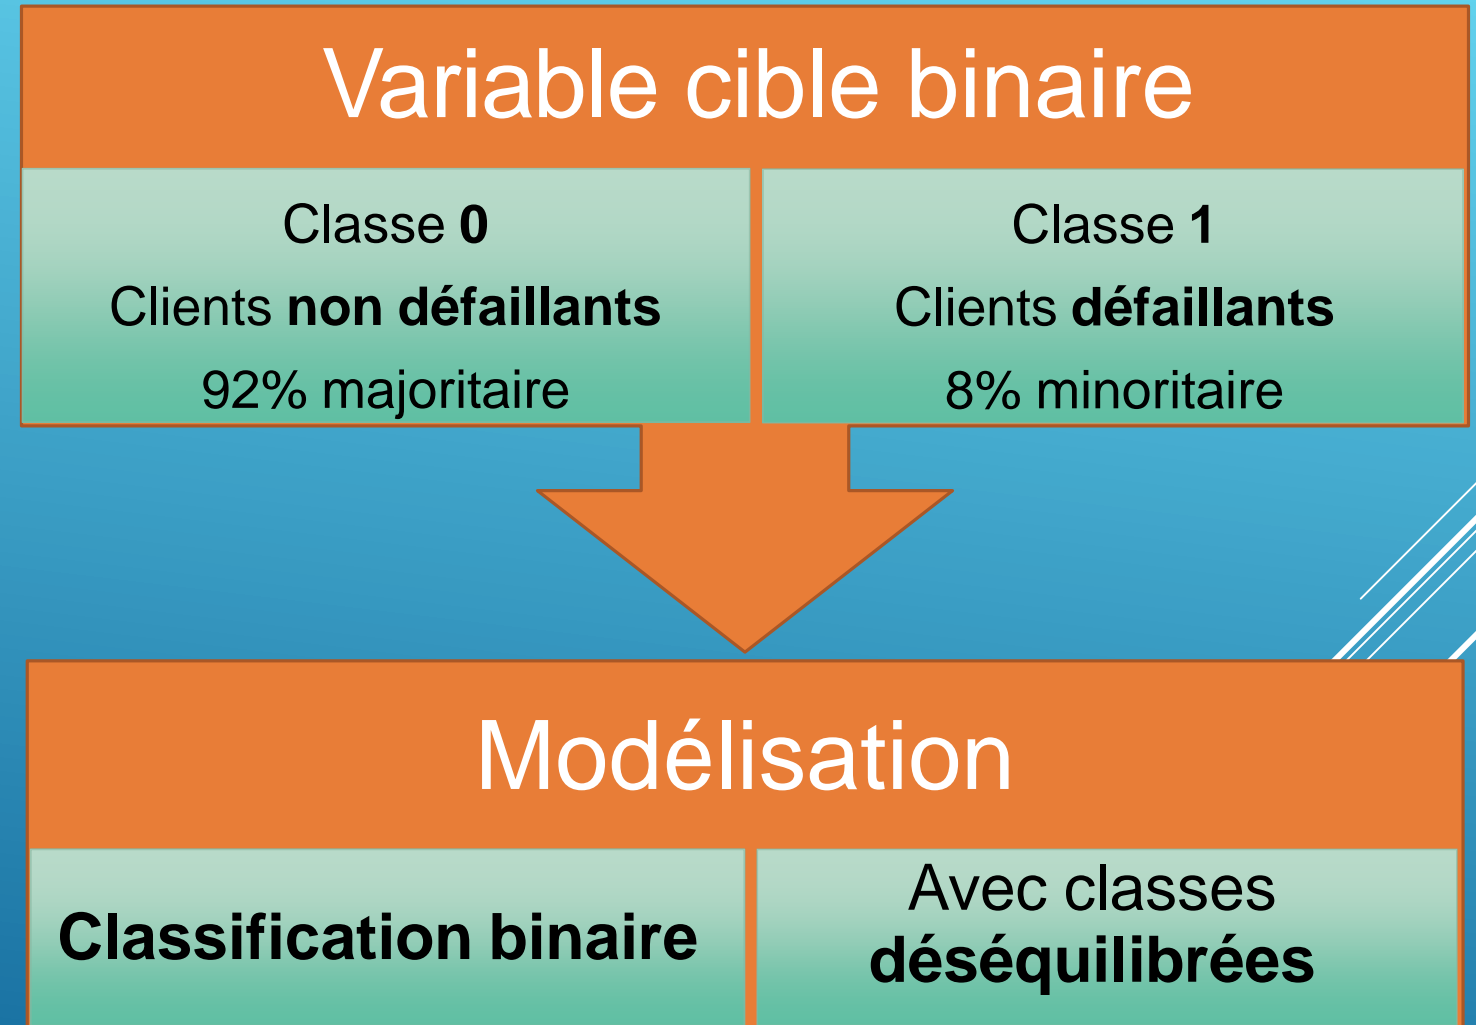 Variable cible binaire
Classe 0
Clients non défaillants
92% majoritaire
Classe 1
Clients défaillants
8% minoritaire
Modélisation
Classification binaire
Avec classes
déséquilibrées